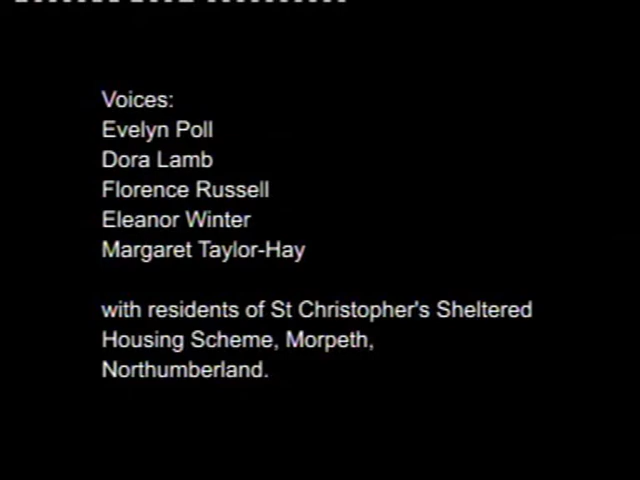 Voices:
Evelyn Poll
Dora Lamb
Florence Russell
Eleanor Winter
Margaret Taylor-Hay
with residents of St Christopher's Sheltered
Housing Scheme, Morpeth,
Northumberland.